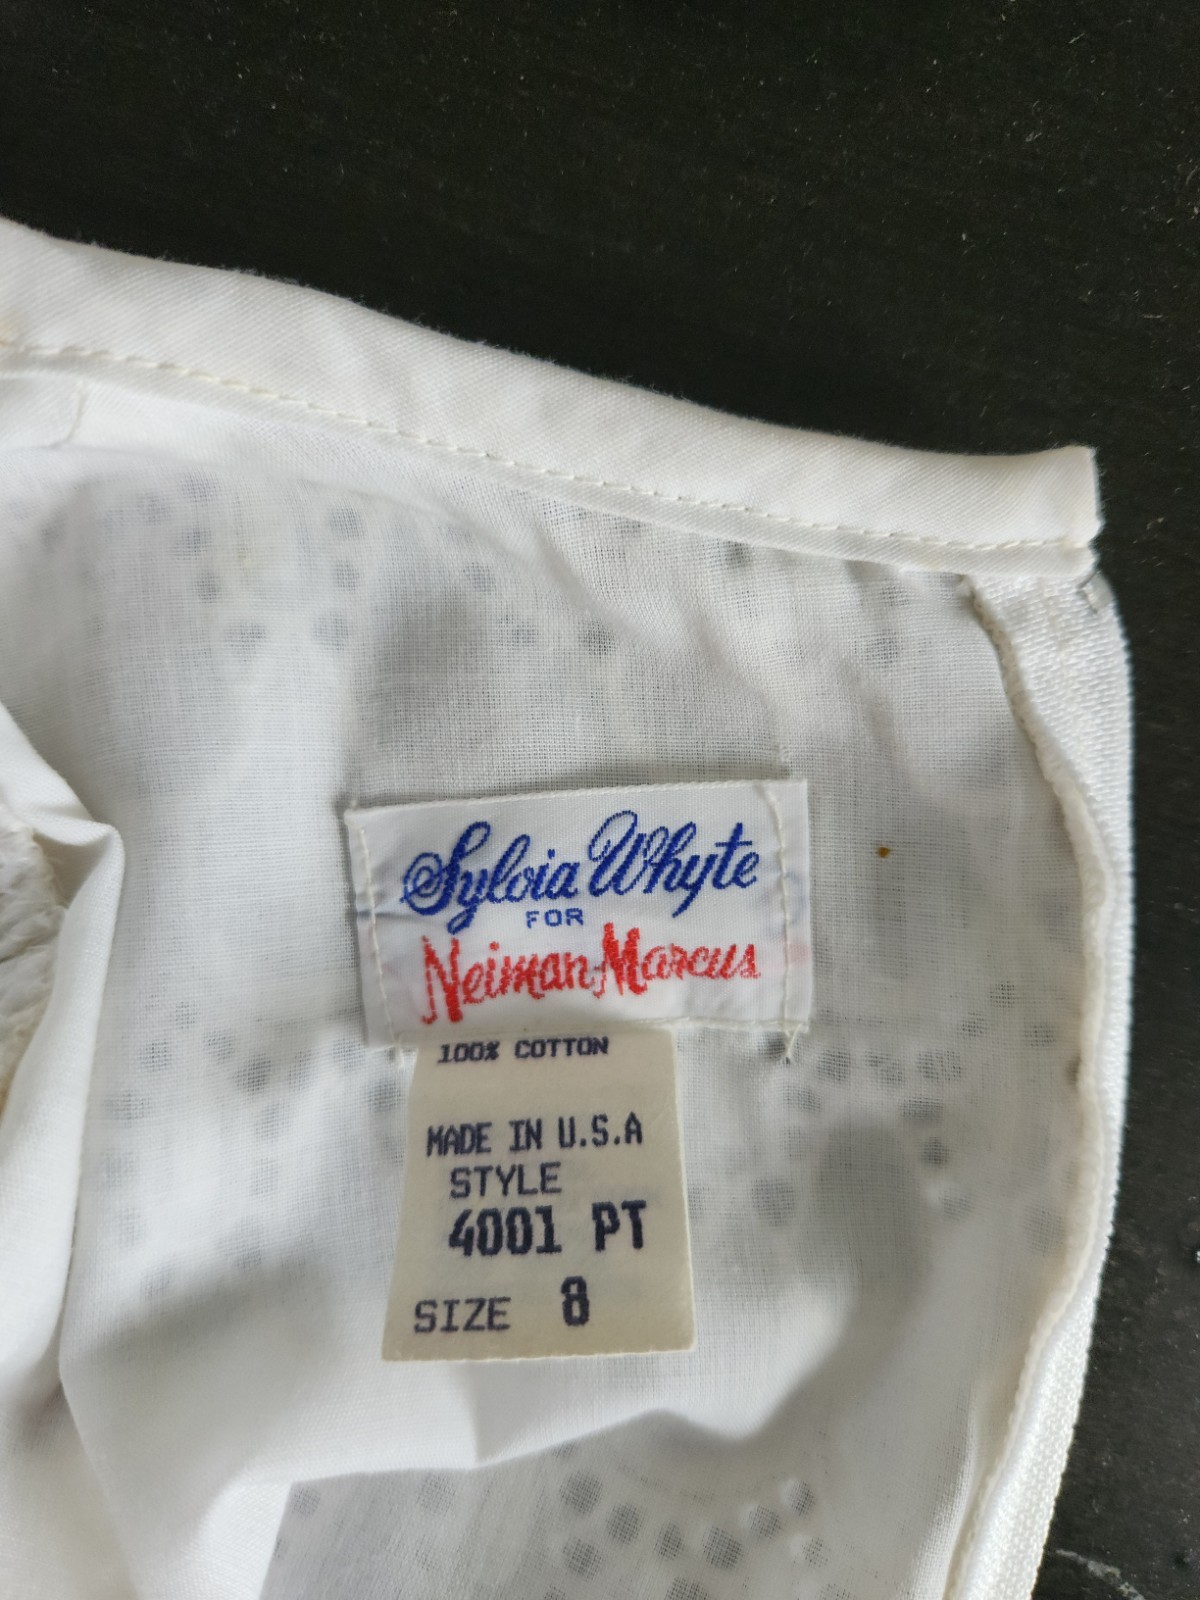 Sylvia Whyte
FOR
Neiman-Marcus
100% COTTON
MADE IN U.S.A
STYLE
4001 PT
SIZE 8